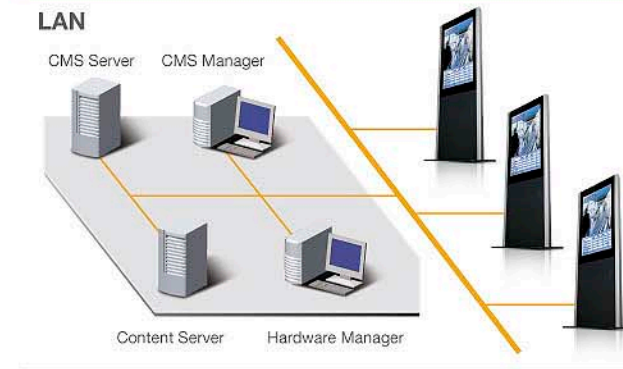 LAN
CMS Server
CMS Manager
Content Server
Hardware Manager